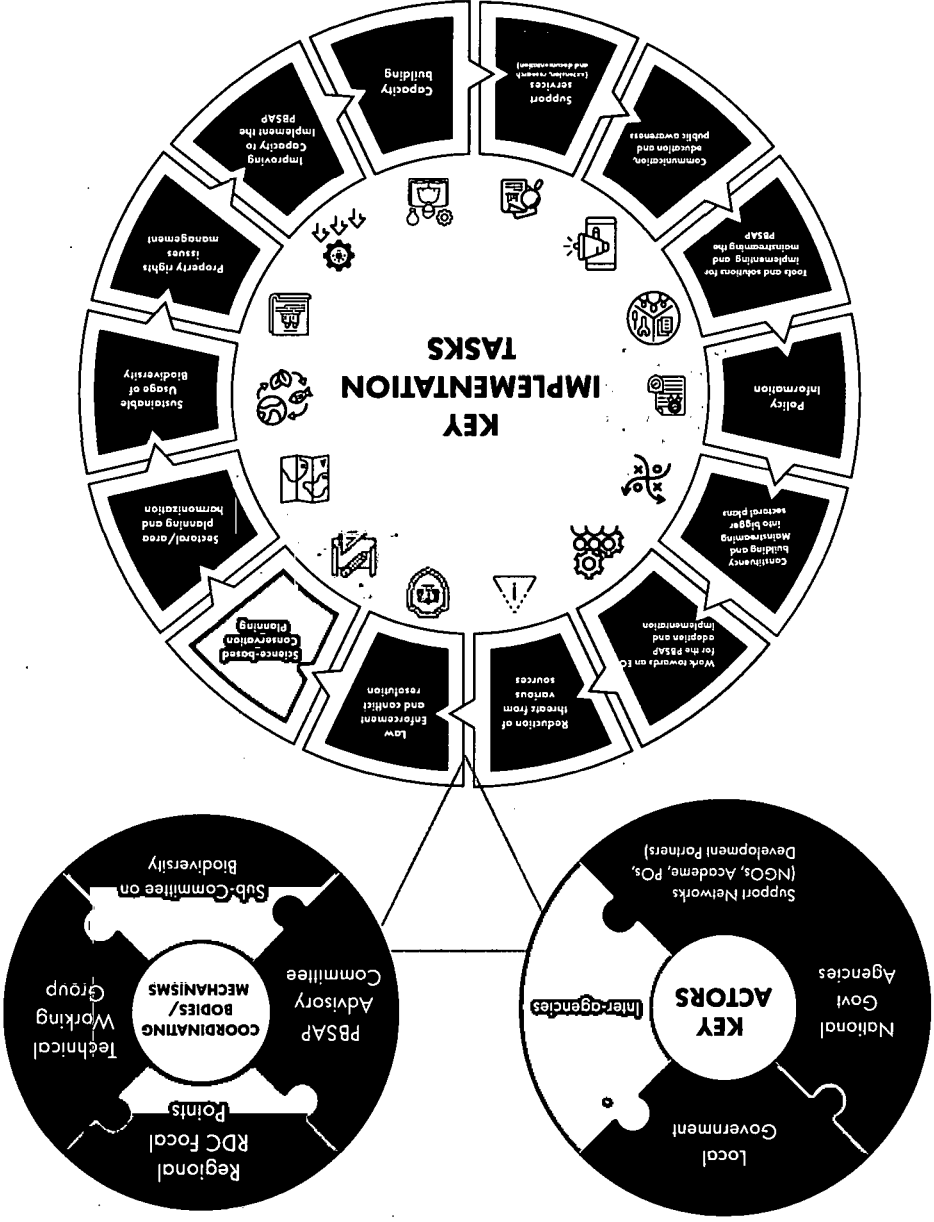 Local
Government
KEY
ACTORS
National
Govt
Agencies
Inter-agencies
Support Networks
(NGOs, Academe, POs,
Development Partners)
Regional
RDC Focal
Points
COORDINATING
BODIES/
MECHANISMS
PBSAP
Advisory
Committee
Technical
Working
Group
Sub-Committee on
Biodiversity
KEY
IMPLEMENTATION
TASKS
Law
Enforcement
and conflict
resolution
Science-based
Conservation
Planning
Sectoral/area
planning and
harmonization
Sustainable
Usage of
Biodiversity
Property rights
issues
management
Improving
Capacity to
Implement the
PBSAP
Capacity
building
Support
services
(extension, research
and documentation)
Communication,
education and
public awareness
Tools and solutions for
implementing and
mainstreaming the
PBSAP
Policy
Information
Constituency
building and
Mainstreaming
into bigger
sectoral plans
Work towards an EO
for the PBSAP
adoption and
Implementation
Reduction of
threats from
various
sources